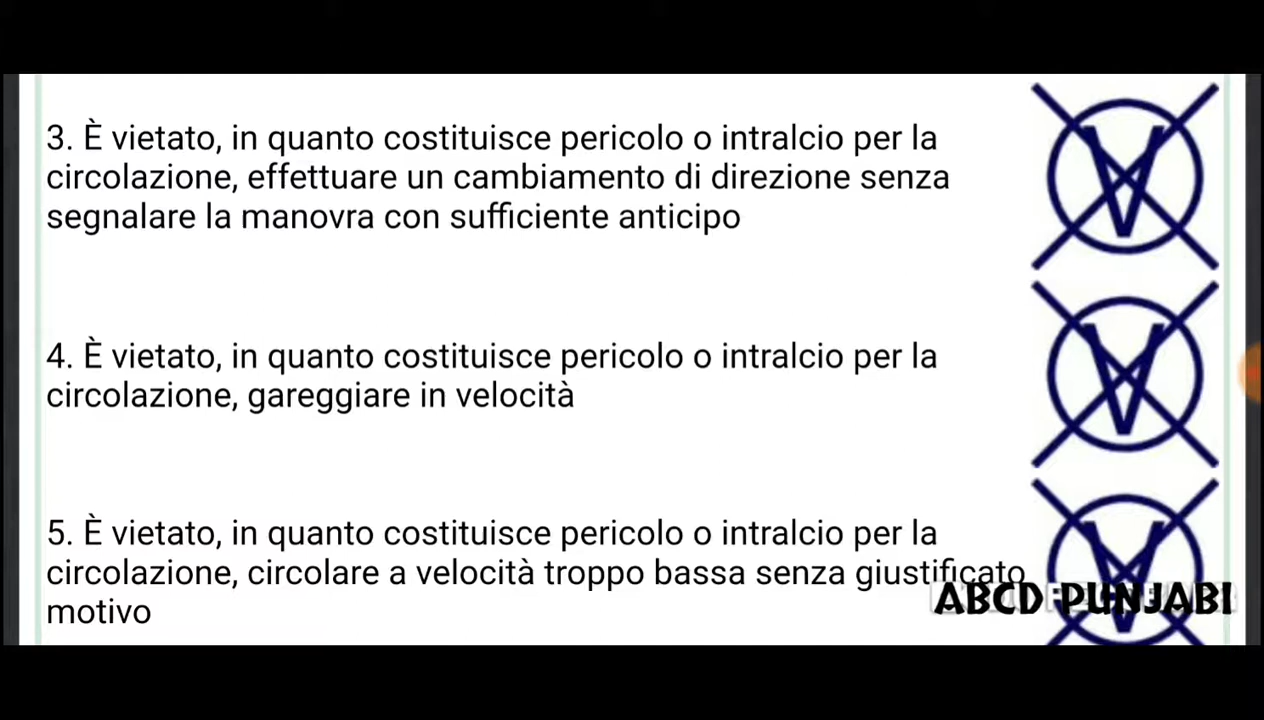 3. È vietato, in quanto costituisce pericolo o intralcio per la
circolazione, effettuare un cambiamento di direzione senza
segnalare la manovra con sufficiente anticipo
V
4. È vietato, in quanto costituisce pericolo o intralcio per la
circolazione, gareggiare in velocità
V
5. È vietato, in quanto costituisce pericolo o intralcio per la
circolazione, circolare a velocità troppo bassa senza giustificato
motivo
V
ABCD PUNJABI